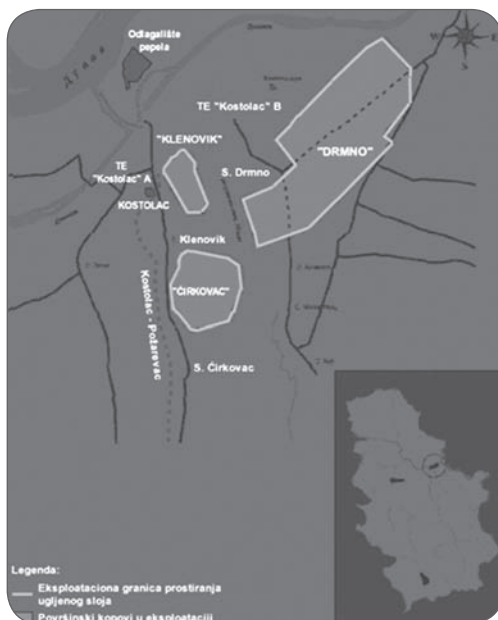 Odlagalište
pepela
W
E
S
TE "Kostolac" B
"KLENOVIK"
"DRMNO"
TE
"Kostolac" A
S. Drmno
KOSTOLAC
Klenovik
"ĆIRKOVAC"
Kostolac - Požarevac
S. Ćirkovac
Legenda:
Eksploataciona granica prostiranja
ugljenog sloja
Površinski kopovi u eksploataciji